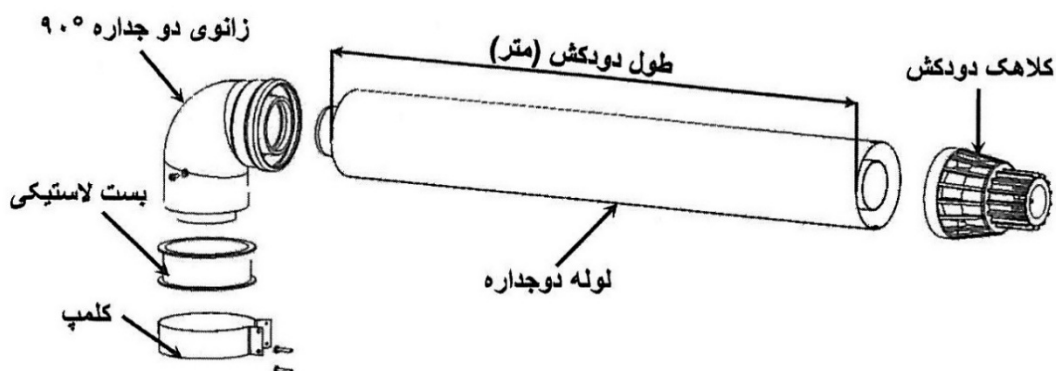 زانوی دو جداره °۹۰
طول دودکش (متر)
کلاهک دودکش
بست لاستیکی
لوله دوجداره
کلمپ